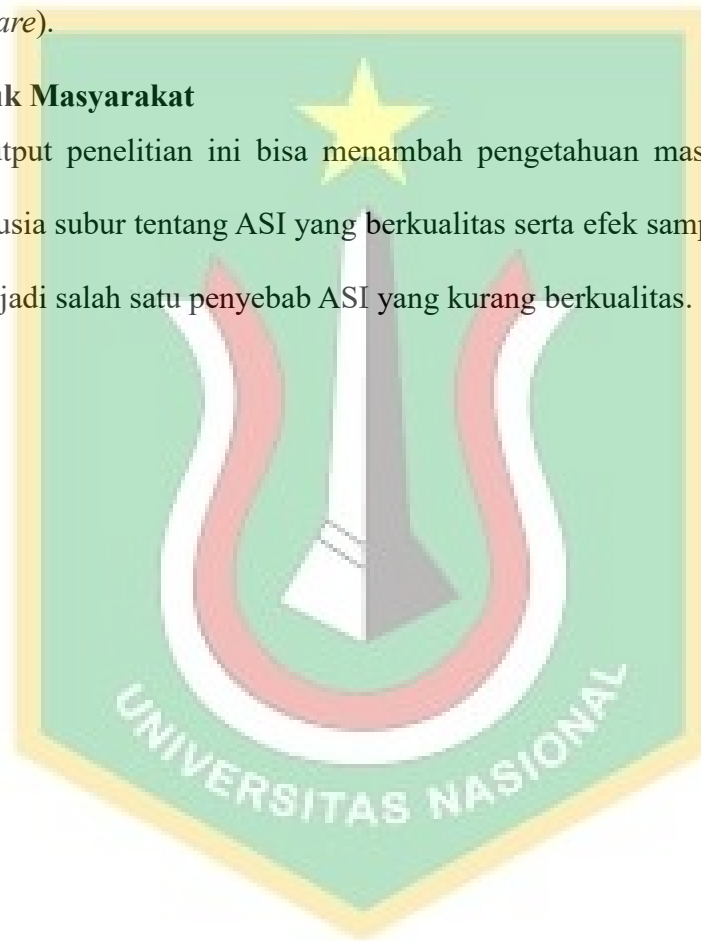 are).
uk Masyarakat
tput penelitian ini bisa menambah pengetahuan mas
usia subur tentang ASI yang berkualitas serta efek samp
jadi salah satu penyebab ASI yang kurang berkualitas.
UNIVERSITAS NASIONAL